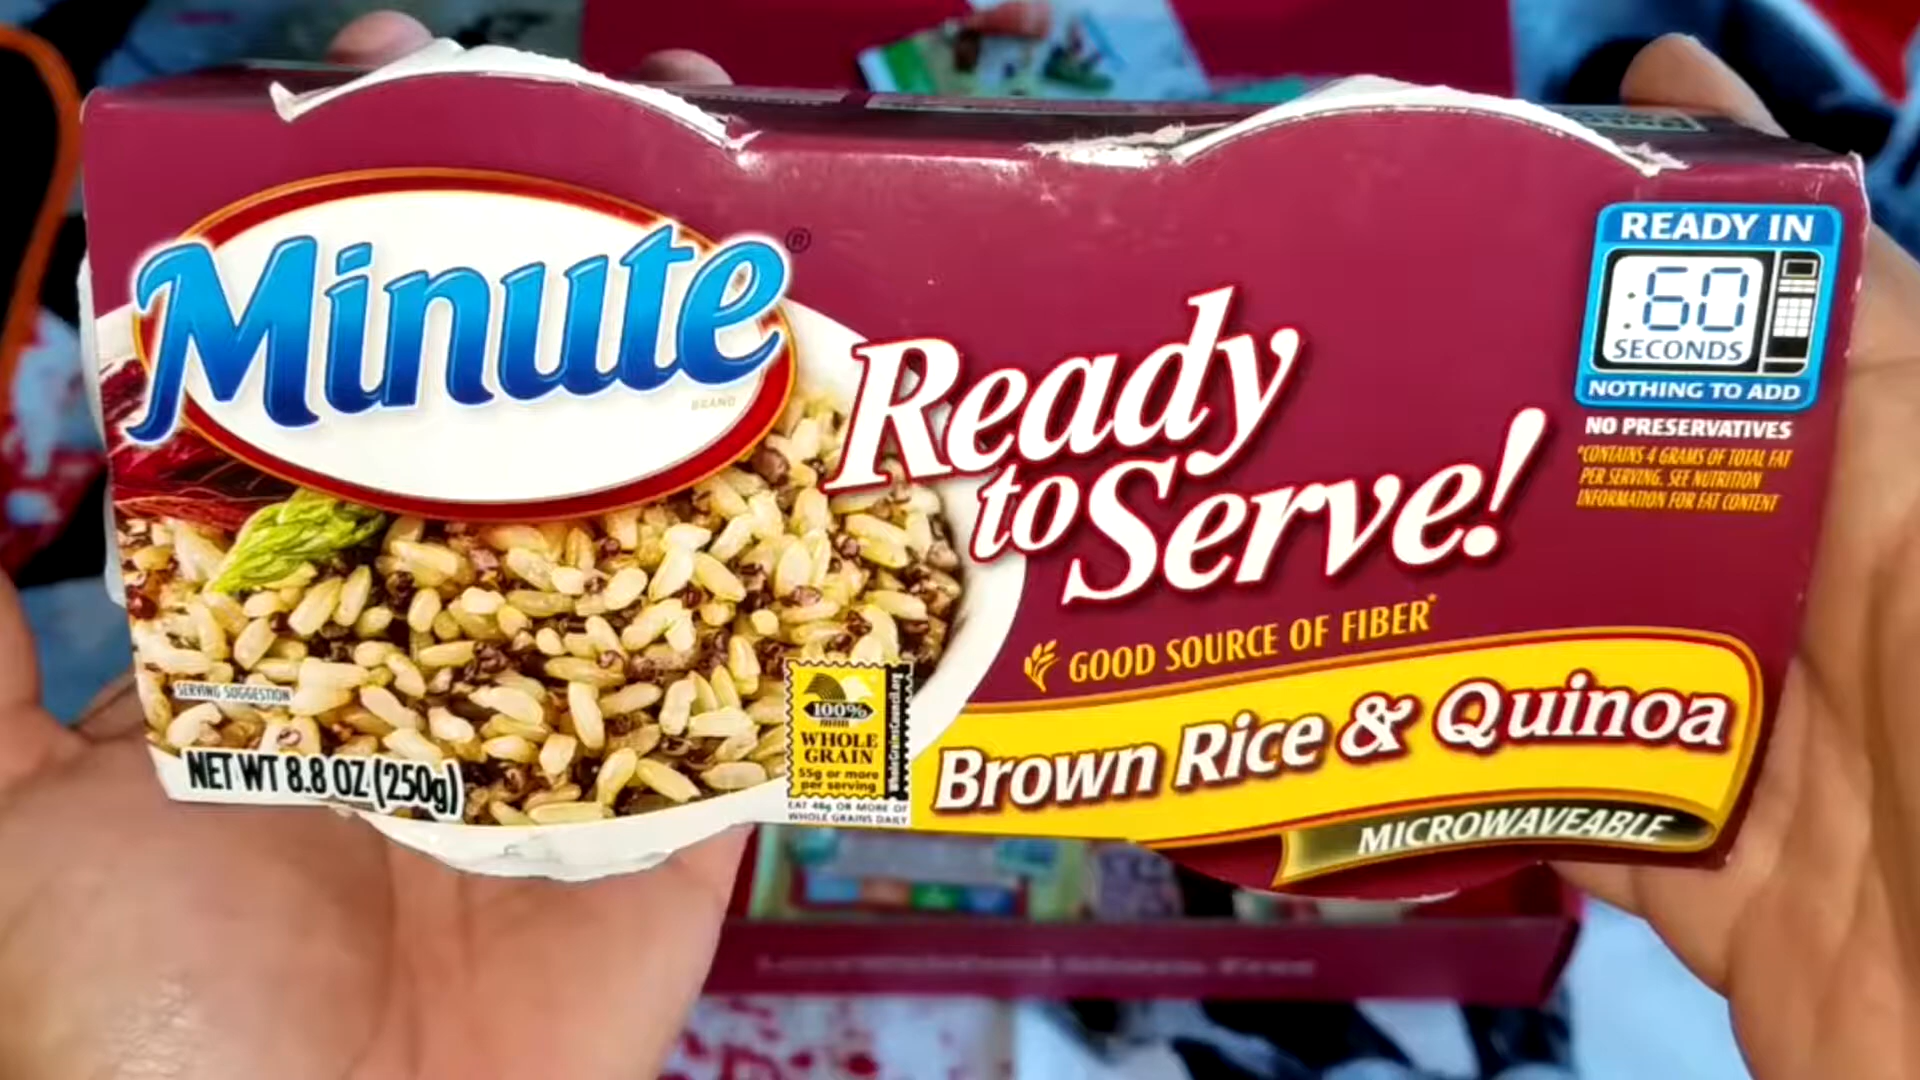 Minute®
BRAND
Ready
to Serve!
GOOD SOURCE OF FIBER*
Brown Rice & Quinoa
MICROWAVEABLE
READY IN
:60
SECONDS
NOTHING TO ADD
NO PRESERVATIVES
*CONTAINS 4 GRAMS OF TOTAL FAT
PER SERVING. SEE NUTRITION
INFORMATION FOR FAT CONTENT
SERVING SUGGESTION
NET WT 8.8 OZ (250g)
100%
WHOLE
GRAIN
55g or more
per serving
WholeGrainsCouncil.org
EAT 48g OR MORE OF
WHOLE GRAINS DAILY